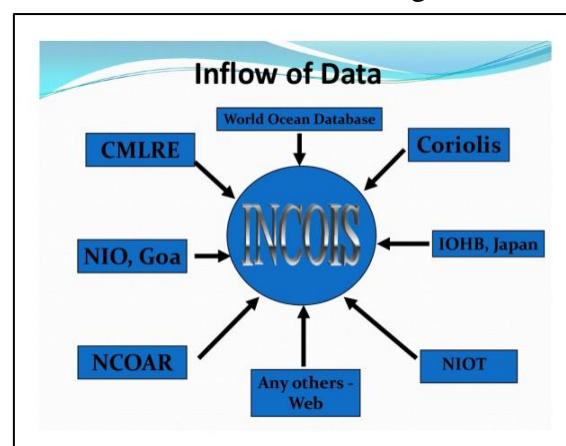 Inflow of Data
World Ocean Database
CMLRE
Coriolis
INCOIS
NIO, Goa
IOHB, Japan
NCOAR
Any others -
Web
NIOT